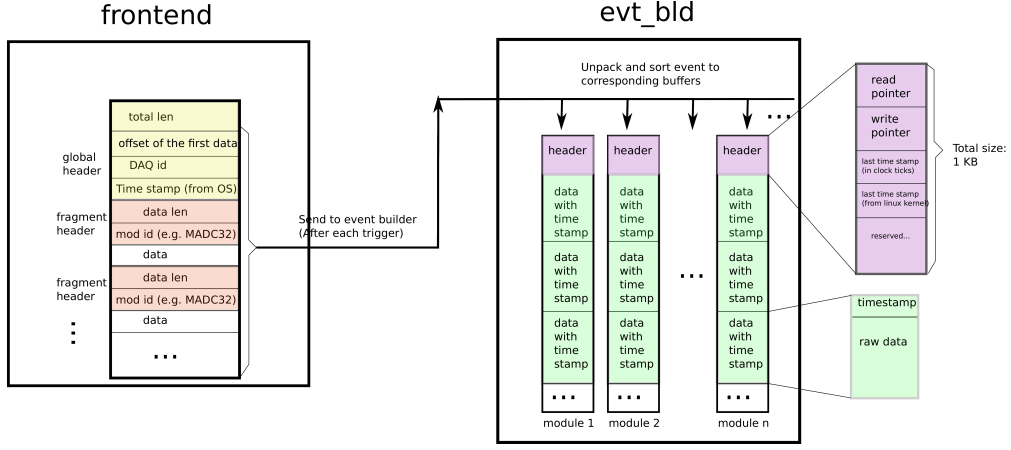 frontend
total len
offset of the first data
DAQ id
Time stamp (from OS)
global
header
data len
mod id (e.g. MADC32)
fragment
header
data
data len
mod id (e.g. MADC32)
fragment
header
data
...
...
Send to event builder
(After each trigger)
evt_bld
Unpack and sort event to
corresponding buffers
...
header
data
with
time
stamp
data
with
time
stamp
data
with
time
stamp
...
module 1
header
data
with
time
stamp
data
with
time
stamp
data
with
time
stamp
...
module 2
...
header
data
with
time
stamp
data
with
time
stamp
data
with
time
stamp
...
module n
read
pointer
write
pointer
last time stamp
(in clock ticks)
last time stamp
(from linux kernel)
reserved...
Total size:
1 KB
timestamp
raw data